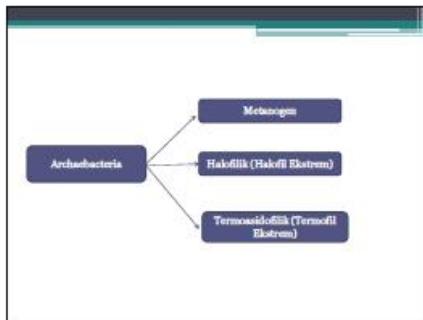 Metanogen
Archaebacteria
Halofilik (Halofil Ekstrem)
Termoasidofilik (Termofil
Ekstrem)